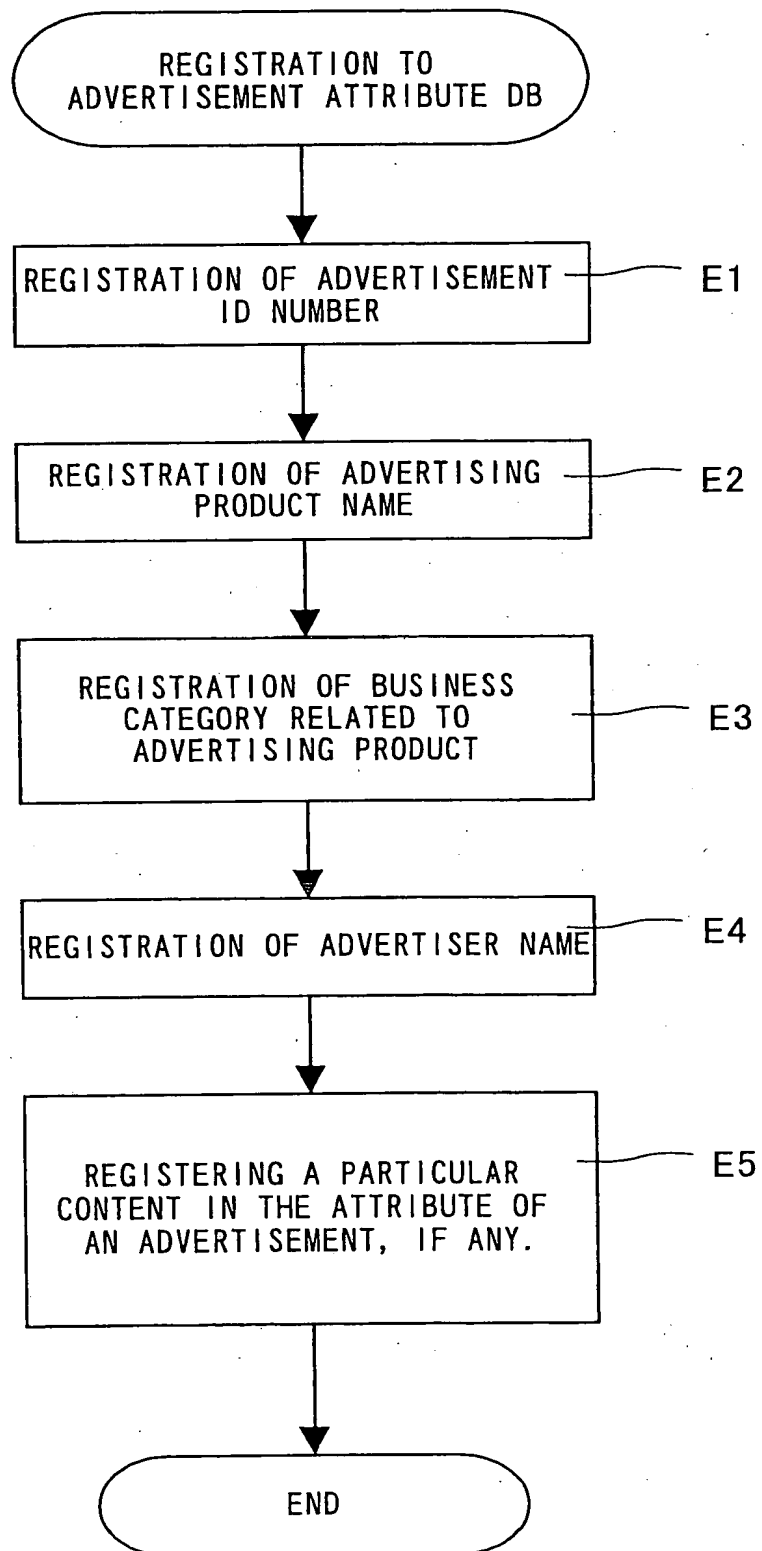 REGISTRATION TO
ADVERTISEMENT ATTRIBUTE DB
REGISTRATION OF ADVERTISEMENT
ID NUMBER
E1
REGISTRATION OF ADVERTISING
PRODUCT NAME
E2
REGISTRATION OF BUSINESS
CATEGORY RELATED TO
ADVERTISING PRODUCT
E3
REGISTRATION OF ADVERTISER NAME
E4
REGISTERING A PARTICULAR
CONTENT IN THE ATTRIBUTE OF
AN ADVERTISEMENT, IF ANY.
E5
END